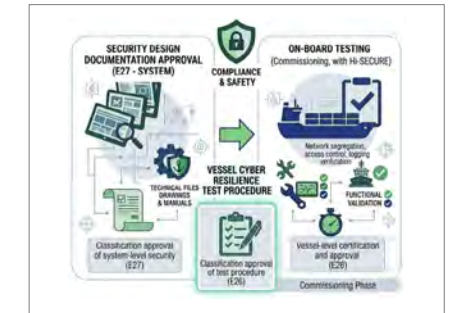 SECURITY DESIGN
DOCUMENTATION APPROVAL
(E27 - SYSTEM)
TECHNICAL FILES
DRAWINGS
& MANUALS
Classification approval
of system-level security
(E27)
COMPLIANCE
& SAFETY
VESSEL CYBER
RESILIENCE
TEST PROCEDURE
Classification approval
of test procedure
(E26)
ON-BOARD TESTING
(Commissioning, with Hi-SECURE)
Network segregation,
access control, logging
verification
FUNCTIONAL
VALIDATION
Vessel-level certification
and approval
(E26)
Commissioning Phase